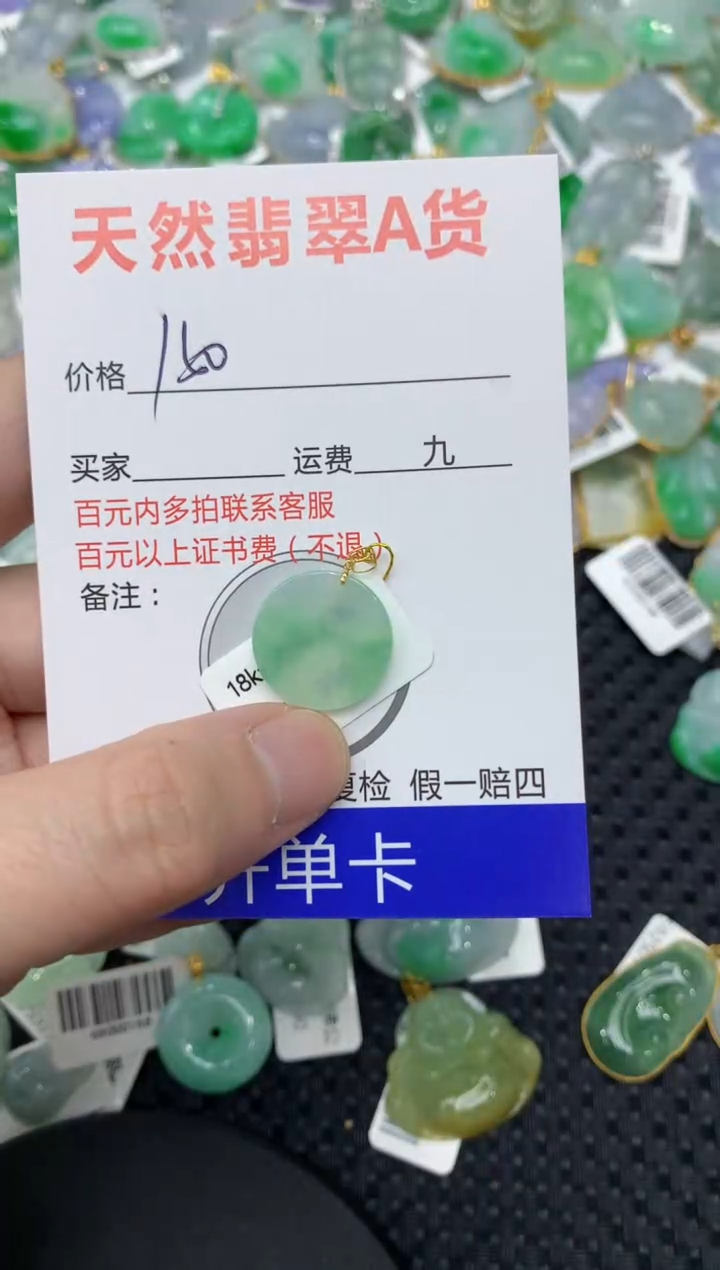 天然翡翠A货
价格 150
买家 运费 九
百元内多拍联系客服
百元以上证书费(不退)
备注：
18k
复检 假一赔四
开单卡